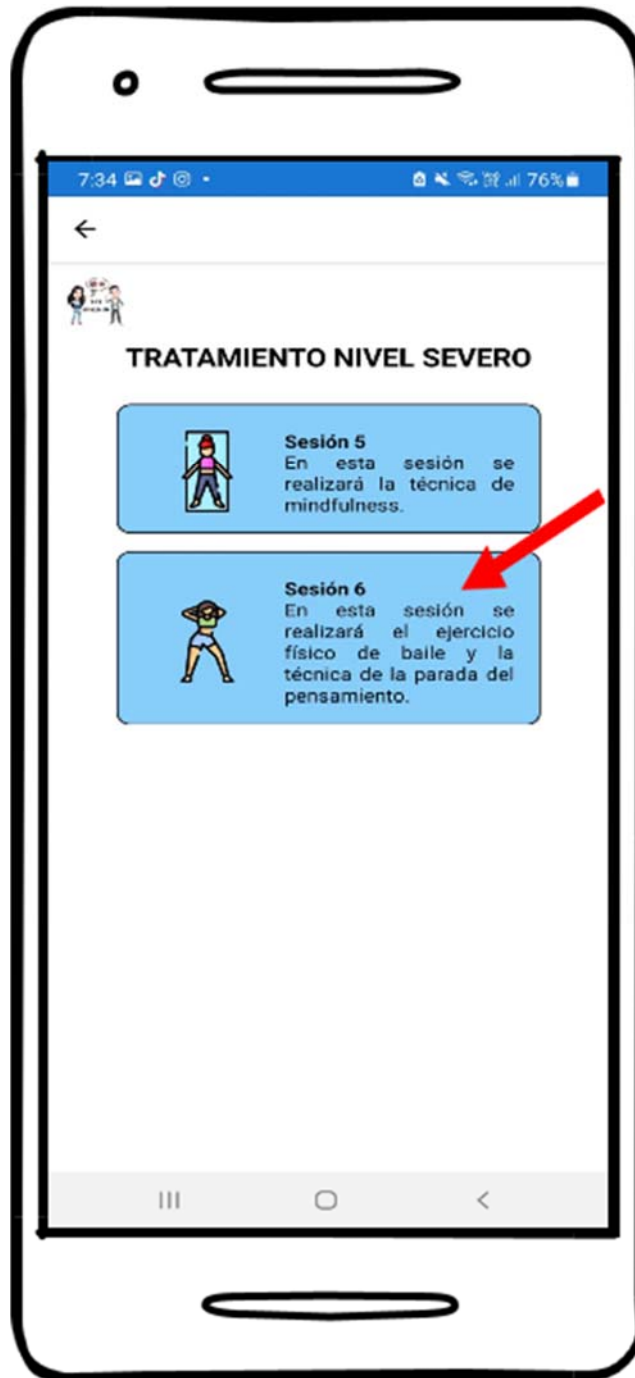 7:34
76%
TRATAMIENTO NIVEL SEVERO
Sesión 5
En esta sesión se
realizará la técnica de
mindfulness.
Sesión 6
En esta sesión se
realizará el ejercicio
físico de baile y la
técnica de la parada del
pensamiento.